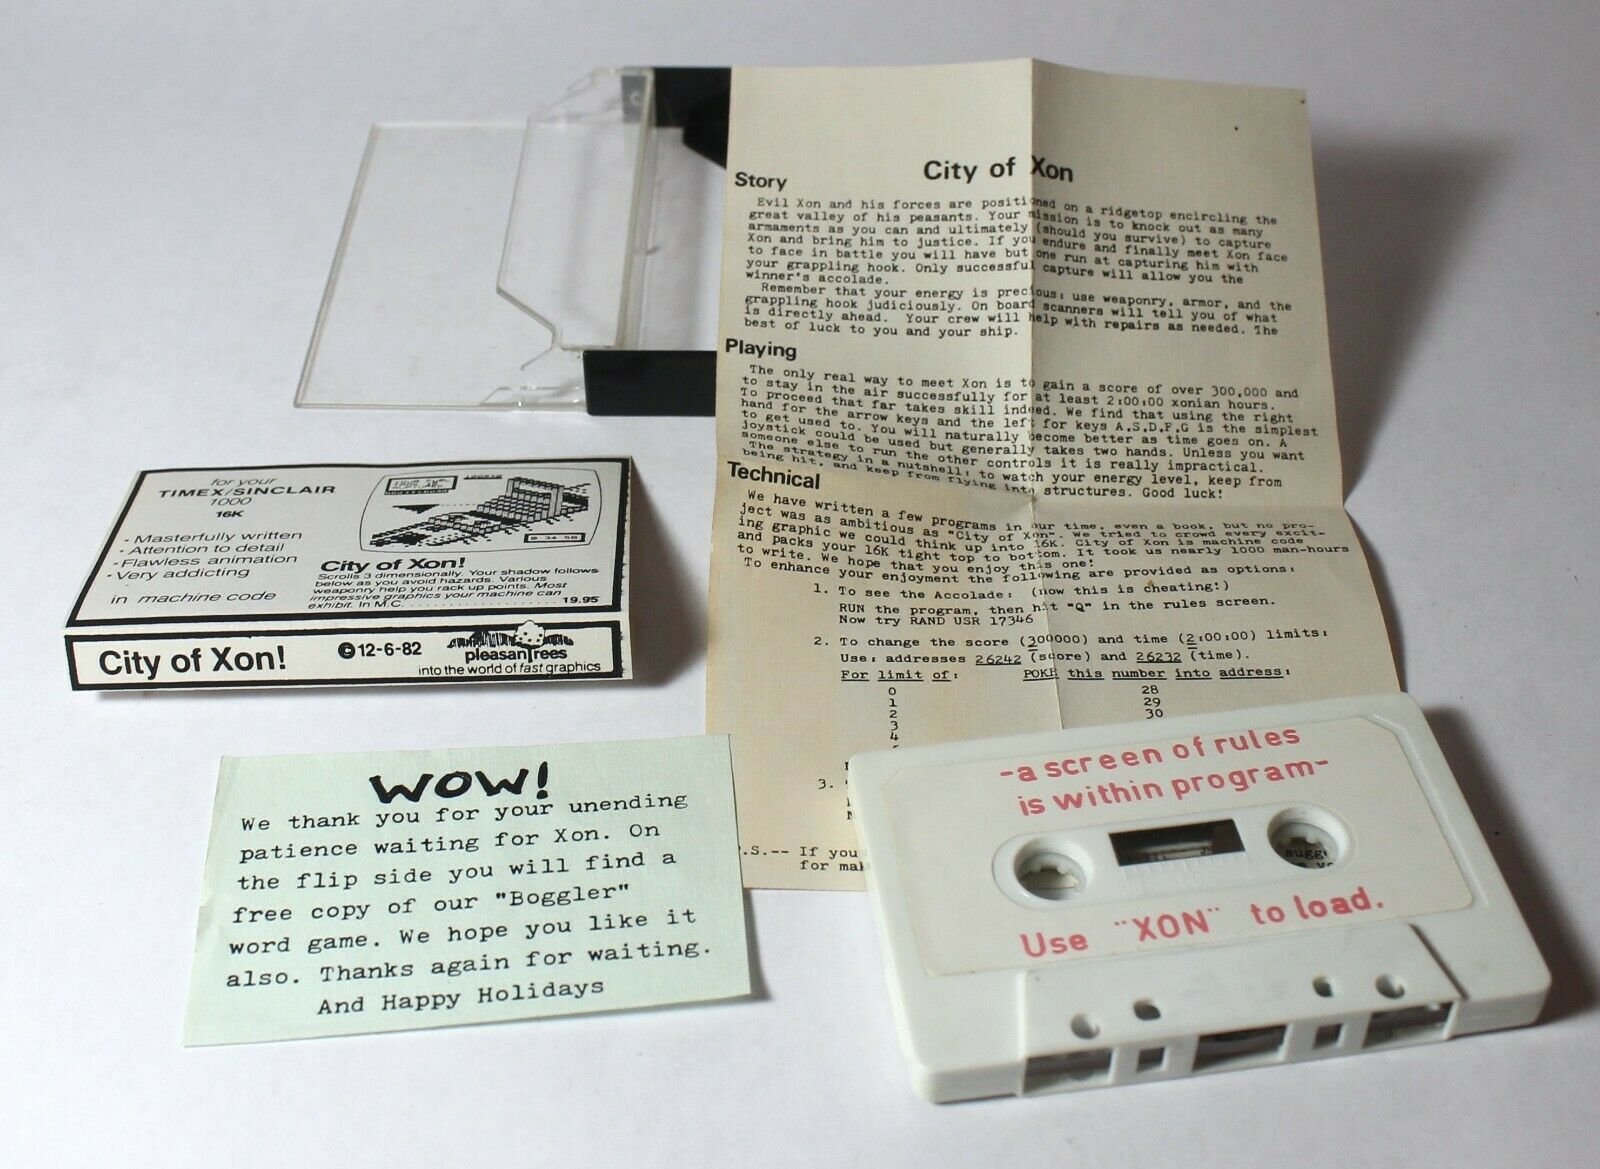 City of Xon
Story
Evil Xon and his forces are positioned on a ridgetop encircling the
great valley of his peasants. Your mission is to knock out as many
armaments as you can and ultimately (should you survive) to capture
Xon and bring him to justice. If you endure and finally meet Xon face
to face in battle you will have but one run at capturing him with
your grappling hook. Only successful capture will allow you the
winner's accolade.
Remember that your energy is precious: use weaponry, armor, and the
grappling hook judiciously. On board scanners will tell you of what
is directly ahead. Your crew will help with repairs as needed. The
best of luck to you and your ship.
Playing
The only real way to meet Xon is to gain a score of over 300,000 and
to stay in the air successfully for at least 2:00:00 xonian hours.
To proceed that far takes skill indeed. We find that using the right
hand for the arrow keys and the left for keys A,S,D,F,G is the simplest
to get used to. You will naturally become better as time goes on. A
joystick could be used but generally takes two hands. Unless you want
someone else to run the other controls it is really impractical.
The strategy in a nutshell: to watch your energy level, keep from
being hit, and keep from flying into structures. Good luck!
Technical
We have written a few programs in our time, even a book, but no pro-
ject was as ambitious as "City of Xon". We tried to crowd every excit-
ing graphic we could think up into 16K. City of Xon is machine code
and packs your 16K tight top to bottom. It took us nearly 1000 man-hours
to write. We hope that you enjoy this one!
To enhance your enjoyment the following are provided as options:
1. To see the Accolade: (now this is cheating!)
RUN the program, then hit "Q" in the rules screen.
Now try RAND USR 17346
2. To change the score (300000) and time (2:00:00) limits:
Use: addresses 26242 (score) and 26232 (time).
For limit of: POKE this number into address:
0 28
1 29
2 30
3
4
3.
P.S.-- If you
for mak
for your
TIMEX/SINCLAIR
1000
16K
- Masterfully written
- Attention to detail
- Flawless animation
- Very addicting
in machine code
0 34 58
City of Xon!
Scrolls 3 dimensionally. Your shadow follows
below as you avoid hazards. Various
weaponry help you rack up points. Most
impressive graphics your machine can
exhibit. In M.C. .................... 19.95
City of Xon!
©12-6-82
pleasanTrees
into the world of fast graphics
WOW!
We thank you for your unending
patience waiting for Xon. On
the flip side you will find a
free copy of our "Boggler"
word game. We hope you like it
also. Thanks again for waiting.
And Happy Holidays
-a screen of rules
is within program-
Use "XON" to load.